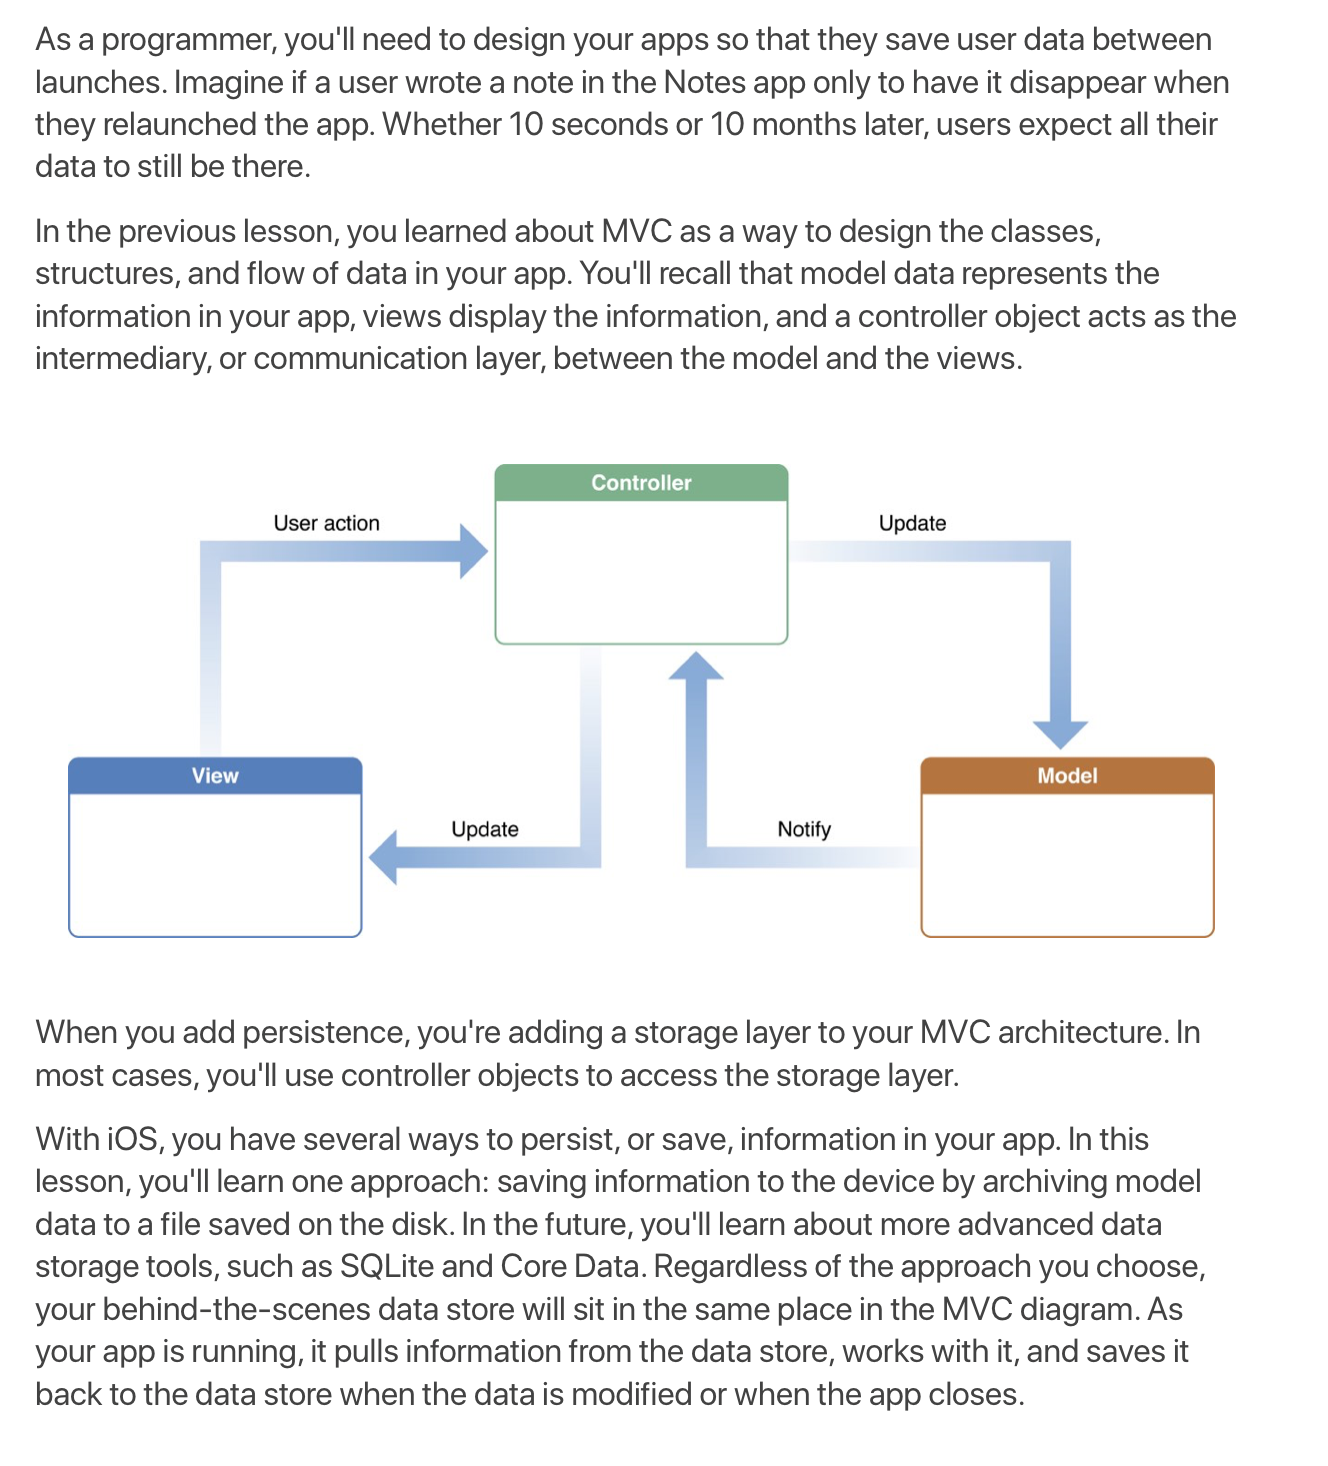 As a programmer, you'll need to design your apps so that they save user data between
launches. Imagine if a user wrote a note in the Notes app only to have it disappear when
they relaunched the app. Whether 10 seconds or 10 months later, users expect all their
data to still be there.
In the previous lesson, you learned about MVC as a way to design the classes,
structures, and flow of data in your app. You'll recall that model data represents the
information in your app, views display the information, and a controller object acts as the
intermediary, or communication layer, between the model and the views.
Controller
User action
Update
View
Model
Update
Notify
When you add persistence, you're adding a storage layer to your MVC architecture. In
most cases, you'll use controller objects to access the storage layer.
With iOS, you have several ways to persist, or save, information in your app. In this
lesson, you'll learn one approach: saving information to the device by archiving model
data to a file saved on the disk. In the future, you'll learn about more advanced data
storage tools, such as SQLite and Core Data. Regardless of the approach you choose,
your behind-the-scenes data store will sit in the same place in the MVC diagram. As
your app is running, it pulls information from the data store, works with it, and saves it
back to the data store when the data is modified or when the app closes.